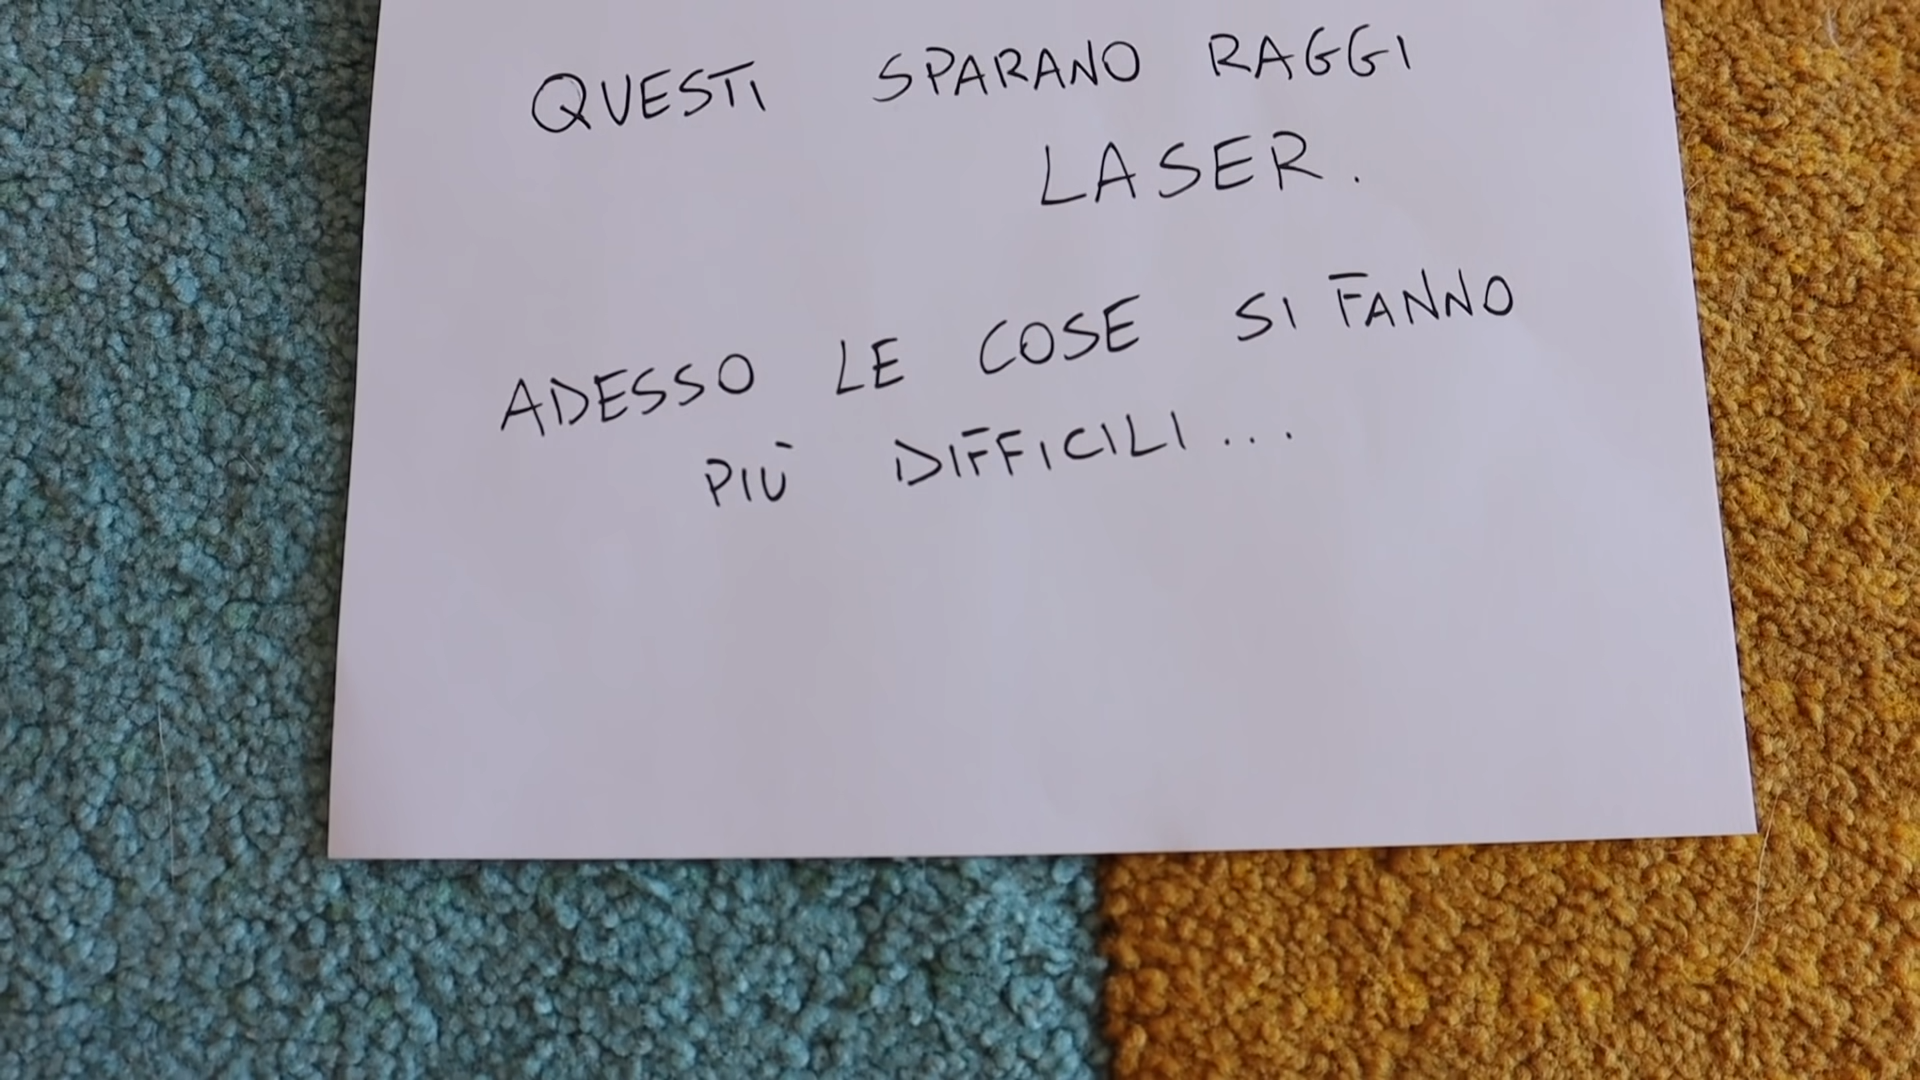 QUESTI SPARANO RAGGI
LASER.
ADESSO LE COSE SI FANNO
PIÙ DIFFICILI...